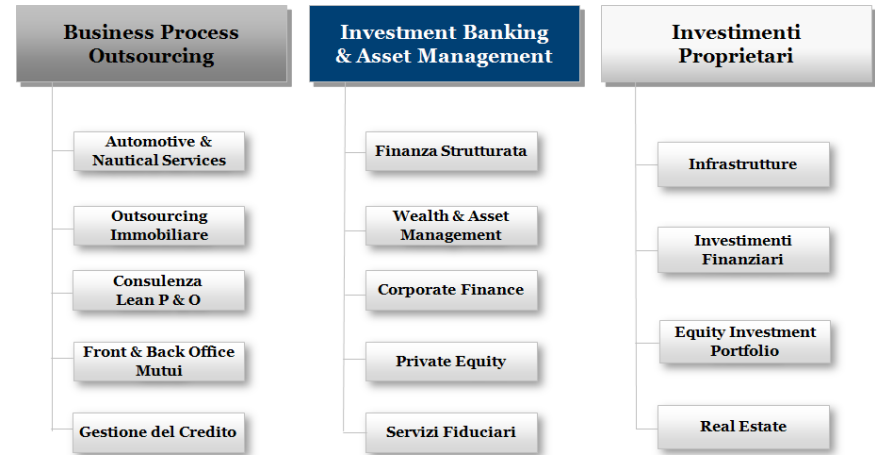 Business Process
Outsourcing
Automotive &
Nautical Services
Outsourcing
Immobiliare
Consulenza
Lean P & O
Front & Back Office
Mutui
Gestione del Credito
Investment Banking
& Asset Management
Finanza Strutturata
Wealth & Asset
Management
Corporate Finance
Private Equity
Servizi Fiduciari
Investimenti
Proprietari
Infrastrutture
Investimenti
Finanziari
Equity Investment
Portfolio
Real Estate